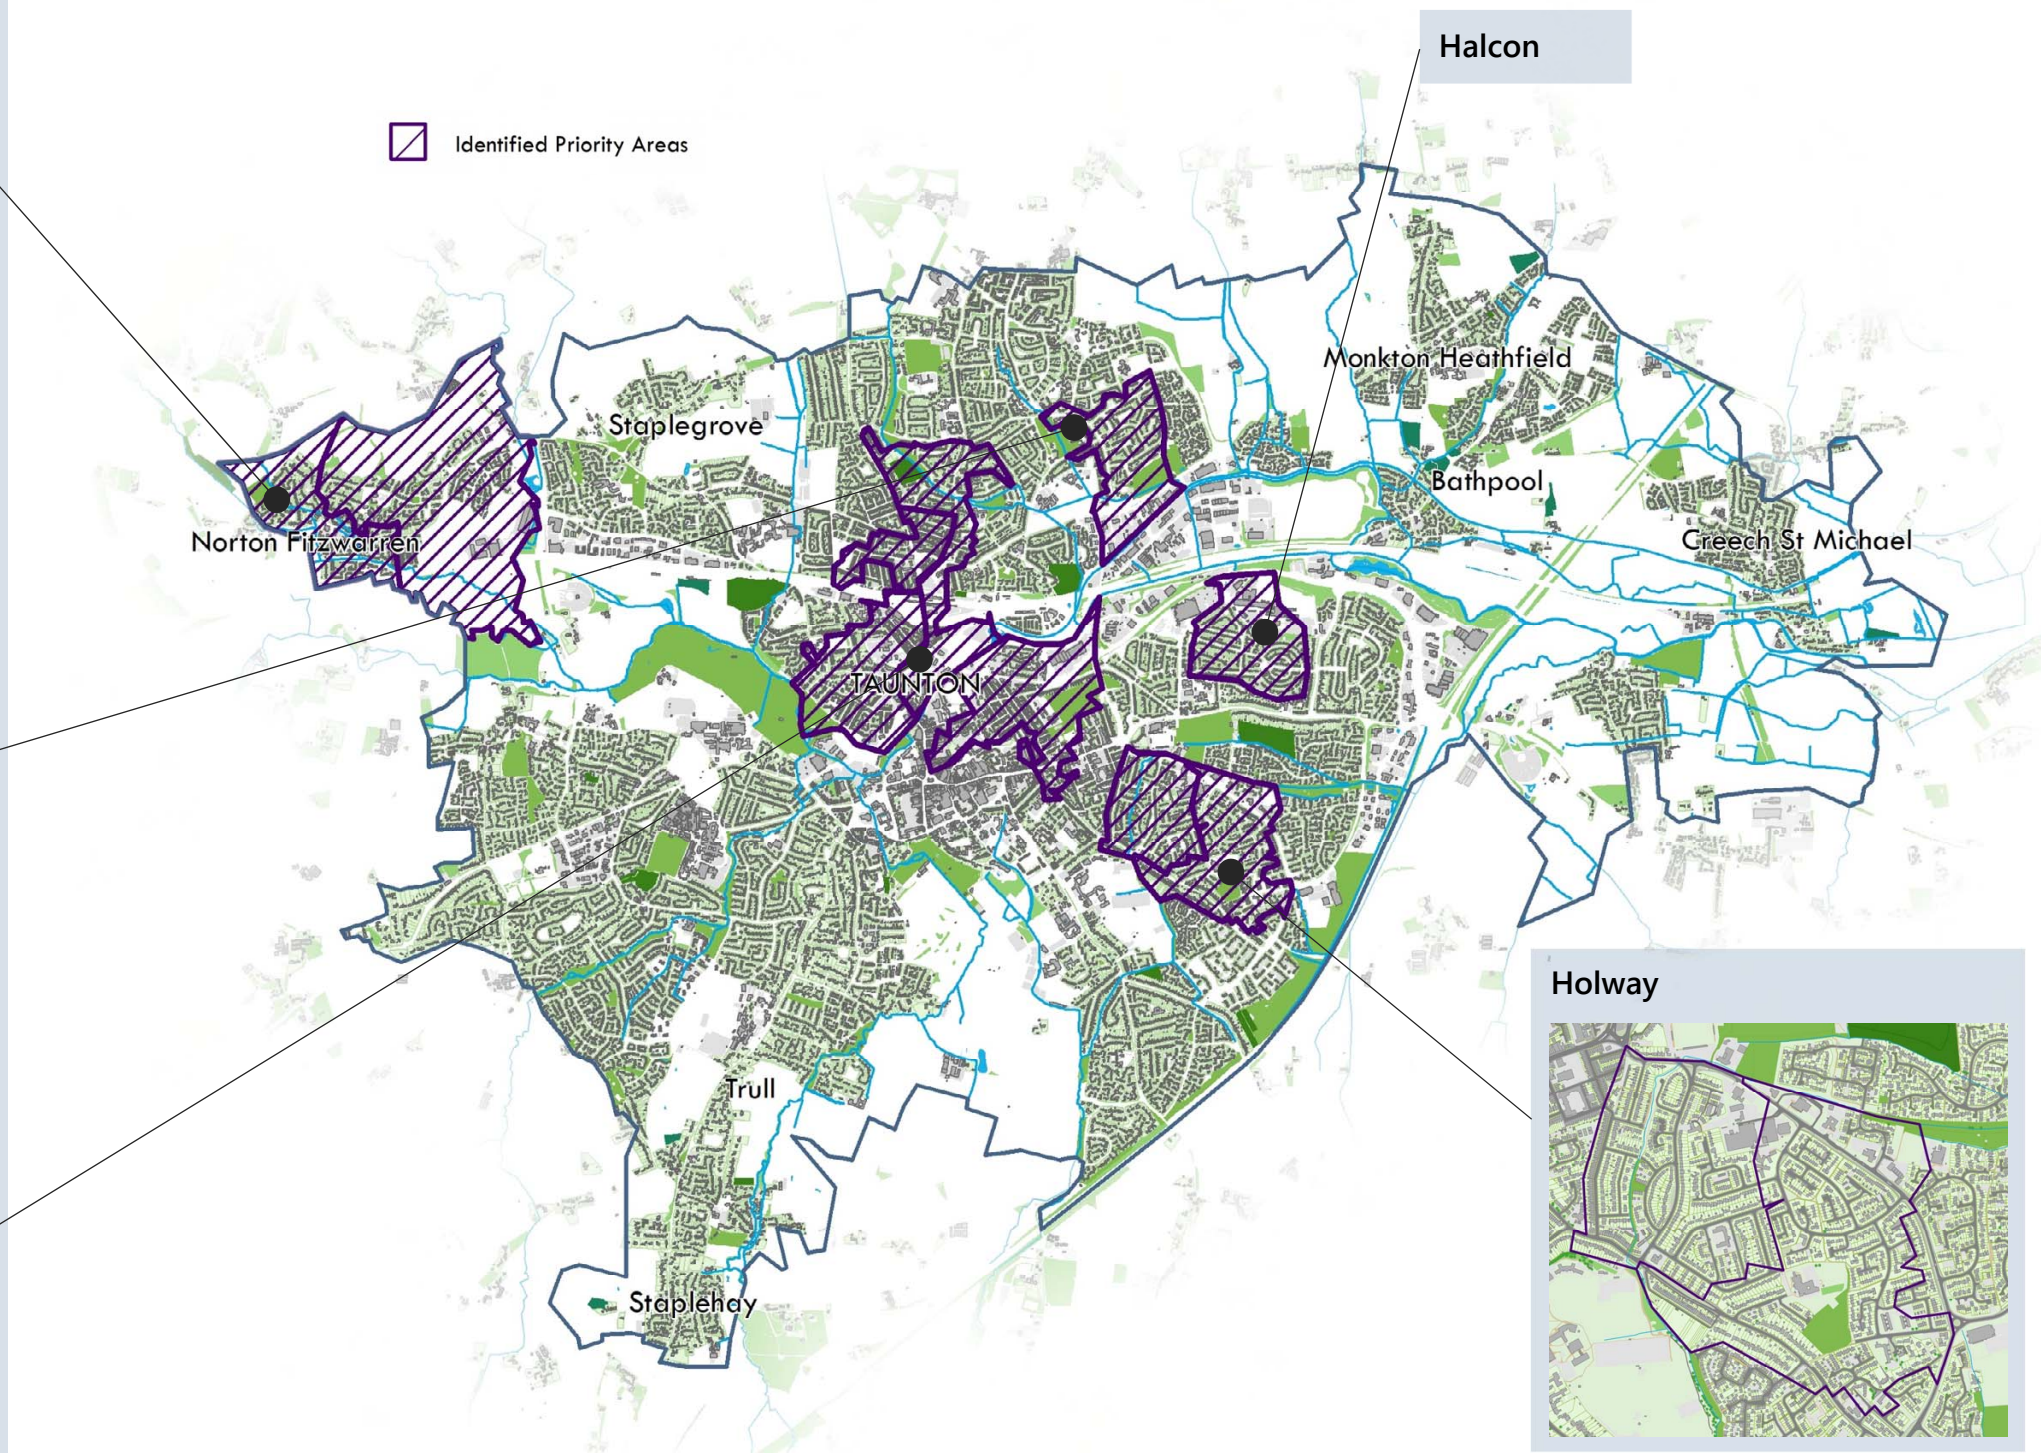 Halcon
Identified Priority Areas
Monkton Heathfield
Staplegrove
Bathpool
Norton Fitzwarren
Creech St Michael
TAUNTON
Holway
Trull
Staplehay